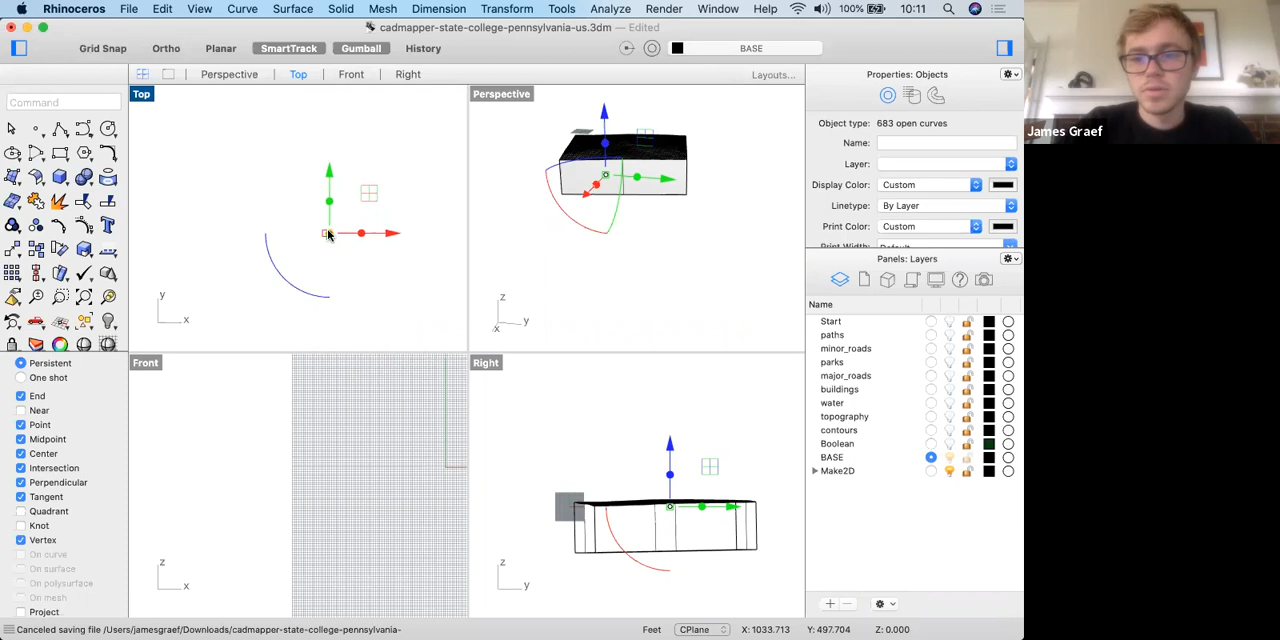 Rhinoceros File Edit View Curve Surface Solid Mesh Dimension Transform Tools Analyze Render Window Help 100% 10:11
cadmapper-state-college-pennsylvania-us.3dm — Edited
Grid Snap Ortho Planar SmartTrack Gumball History BASE
Perspective Top Front Right Layouts... Properties: Objects
Top Perspective
Command
Object type: 683 open curves
James Graef
Name:
Layer:
Display Color: Custom
Linetype: By Layer
Print Color: Custom
Print Width: Default
Panels: Layers
Name
Start
paths
minor_roads
parks
major_roads
buildings
water
topography
contours
Boolean
BASE
Make2D
y x
z x y
Front Right
Persistent
One shot
End
Near
Point
Midpoint
Center
Intersection
Perpendicular
Tangent
Quadrant
Knot
Vertex
On curve
On surface
On polysurface
On mesh
Project
z x
z y
Canceled saving file /Users/jamesgraef/Downloads/cadmapper-state-college-pennsylvania- Feet CPlane X: 1033.713 Y: 497.704 Z: 0.000